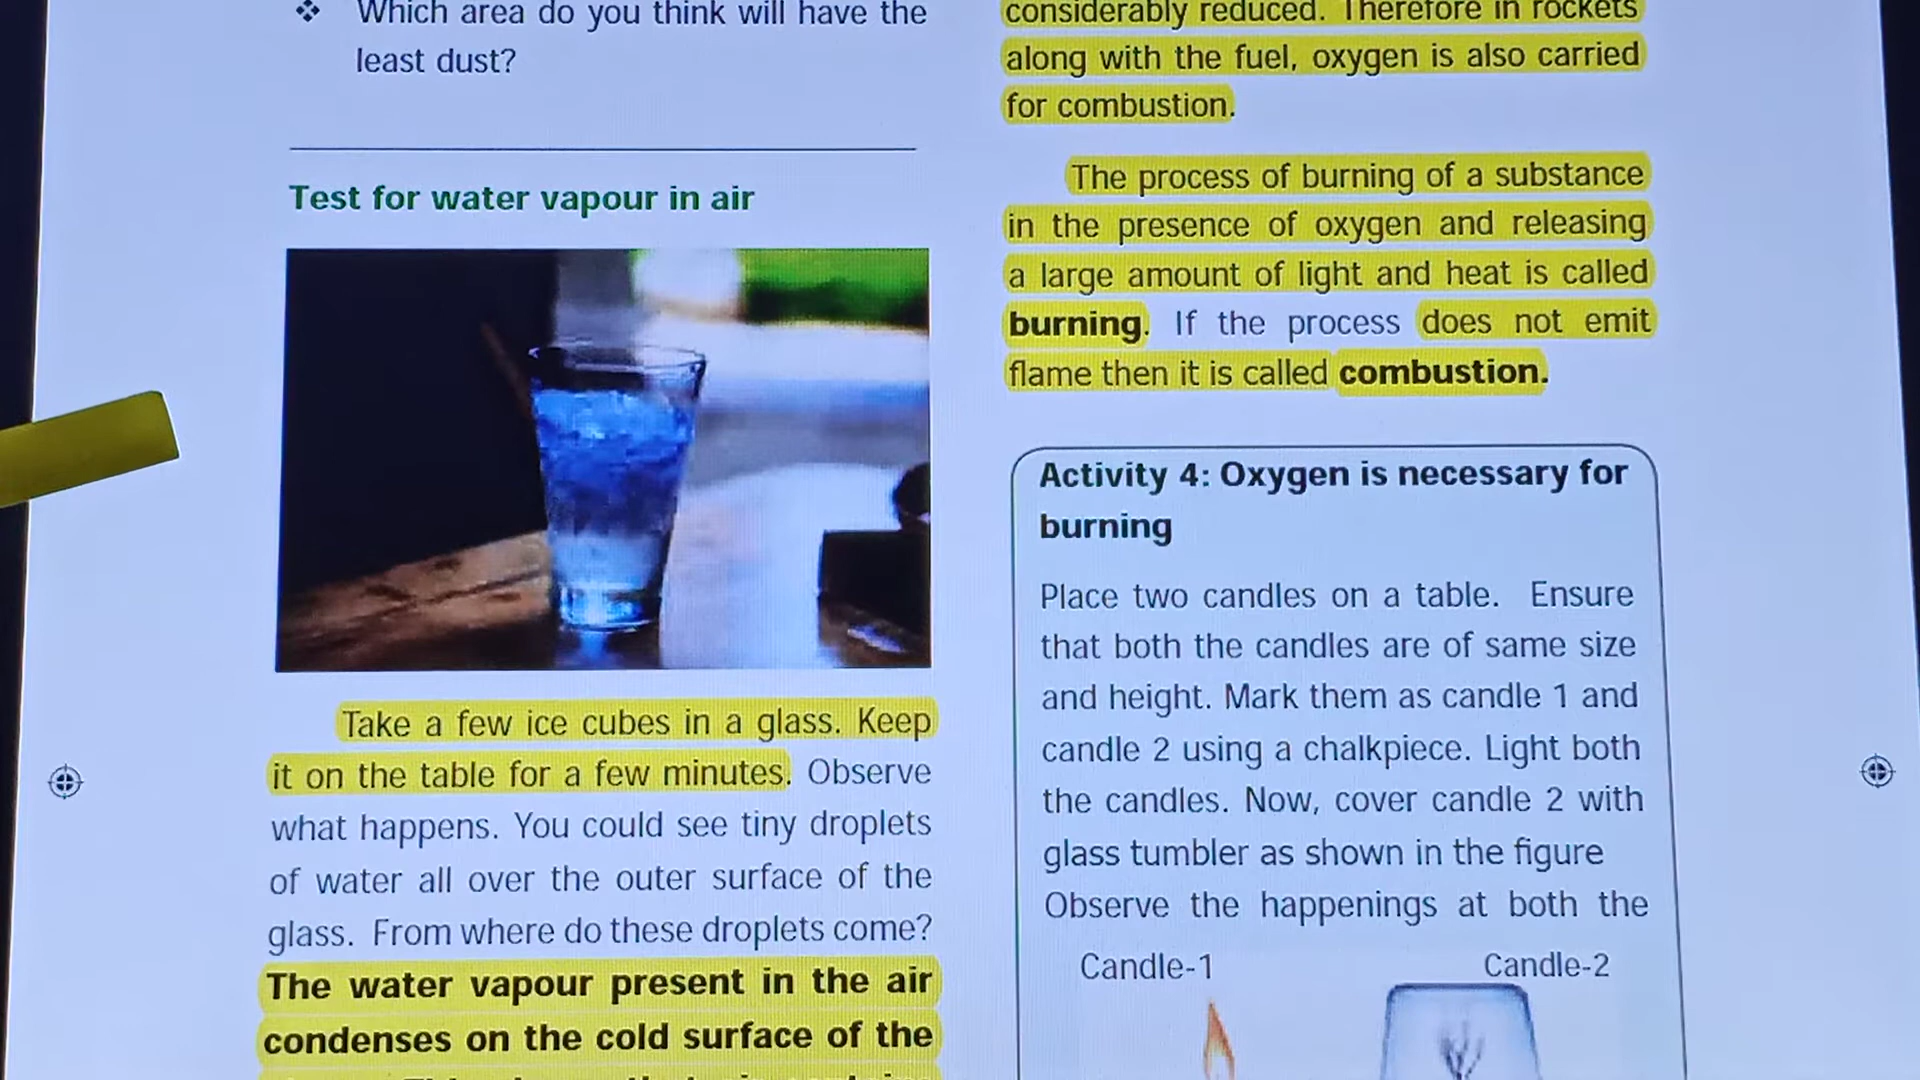 ❖ Which area do you think will have the
least dust?
Test for water vapour in air
Take a few ice cubes in a glass. Keep
it on the table for a few minutes. Observe
what happens. You could see tiny droplets
of water all over the outer surface of the
glass. From where do these droplets come?
The water vapour present in the air
condenses on the cold surface of the
considerably reduced. Therefore in rockets
along with the fuel, oxygen is also carried
for combustion.
The process of burning of a substance
in the presence of oxygen and releasing
a large amount of light and heat is called
burning. If the process does not emit
flame then it is called combustion.
Activity 4: Oxygen is necessary for
burning
Place two candles on a table. Ensure
that both the candles are of same size
and height. Mark them as candle 1 and
candle 2 using a chalkpiece. Light both
the candles. Now, cover candle 2 with
glass tumbler as shown in the figure
Observe the happenings at both the
Candle-1 Candle-2